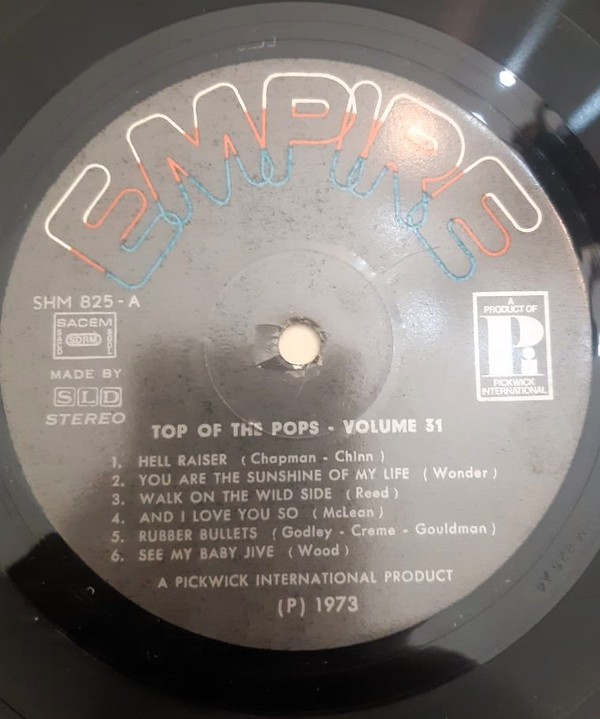 EMPIRE
SHM 825 - A
SACEM
SDRM
MADE BY
SLD
STEREO
A
PRODUCT OF
Pi
PICKWICK
INTERNATIONAL
TOP OF THE POPS - VOLUME 31
1. HELL RAISER ( Chapman - Chinn )
2. YOU ARE THE SUNSHINE OF MY LIFE ( Wonder )
3. WALK ON THE WILD SIDE ( Reed )
4. AND I LOVE YOU SO ( McLean )
5. RUBBER BULLETS ( Godley - Creme - Gouldman )
6. SEE MY BABY JIVE ( Wood )
A PICKWICK INTERNATIONAL PRODUCT
(P) 1973